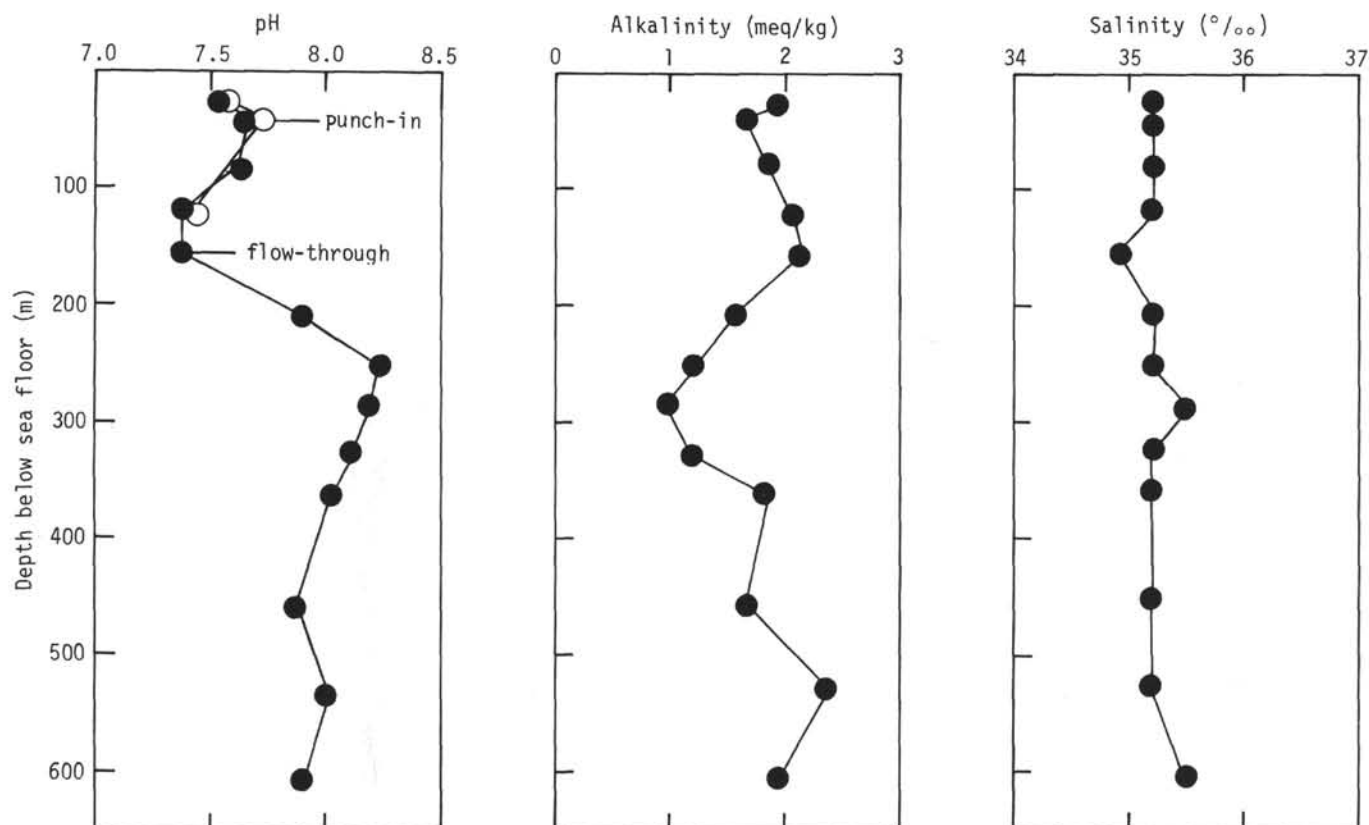 pH
7.0 7.5 8.0 8.5
Alkalinity (meq/kg)
0 1 2 3
Salinity (°/oo)
34 35 36 37
punch-in
flow-through
Depth below sea floor (m)
100
200
300
400
500
600